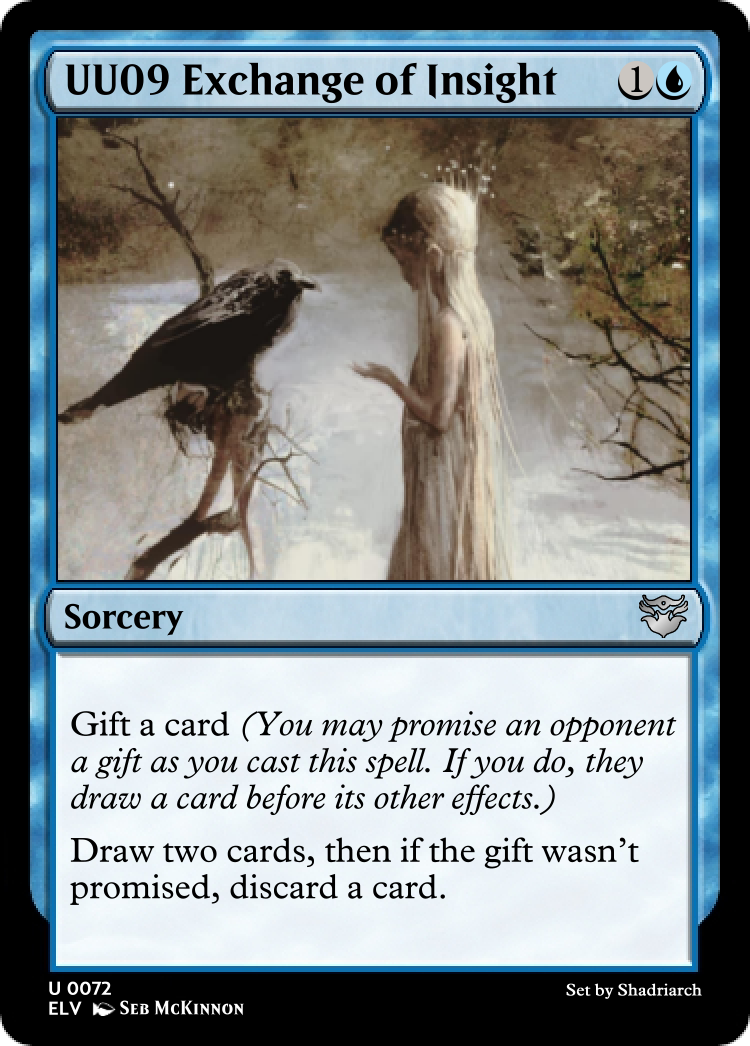 UU09 Exchange of Insight 1
Sorcery
Gift a card (You may promise an opponent
a gift as you cast this spell. If you do, they
draw a card before its other effects.)
Draw two cards, then if the gift wasn't
promised, discard a card.
U 0072
ELV Seb McKinnon
Set by Shadriarch